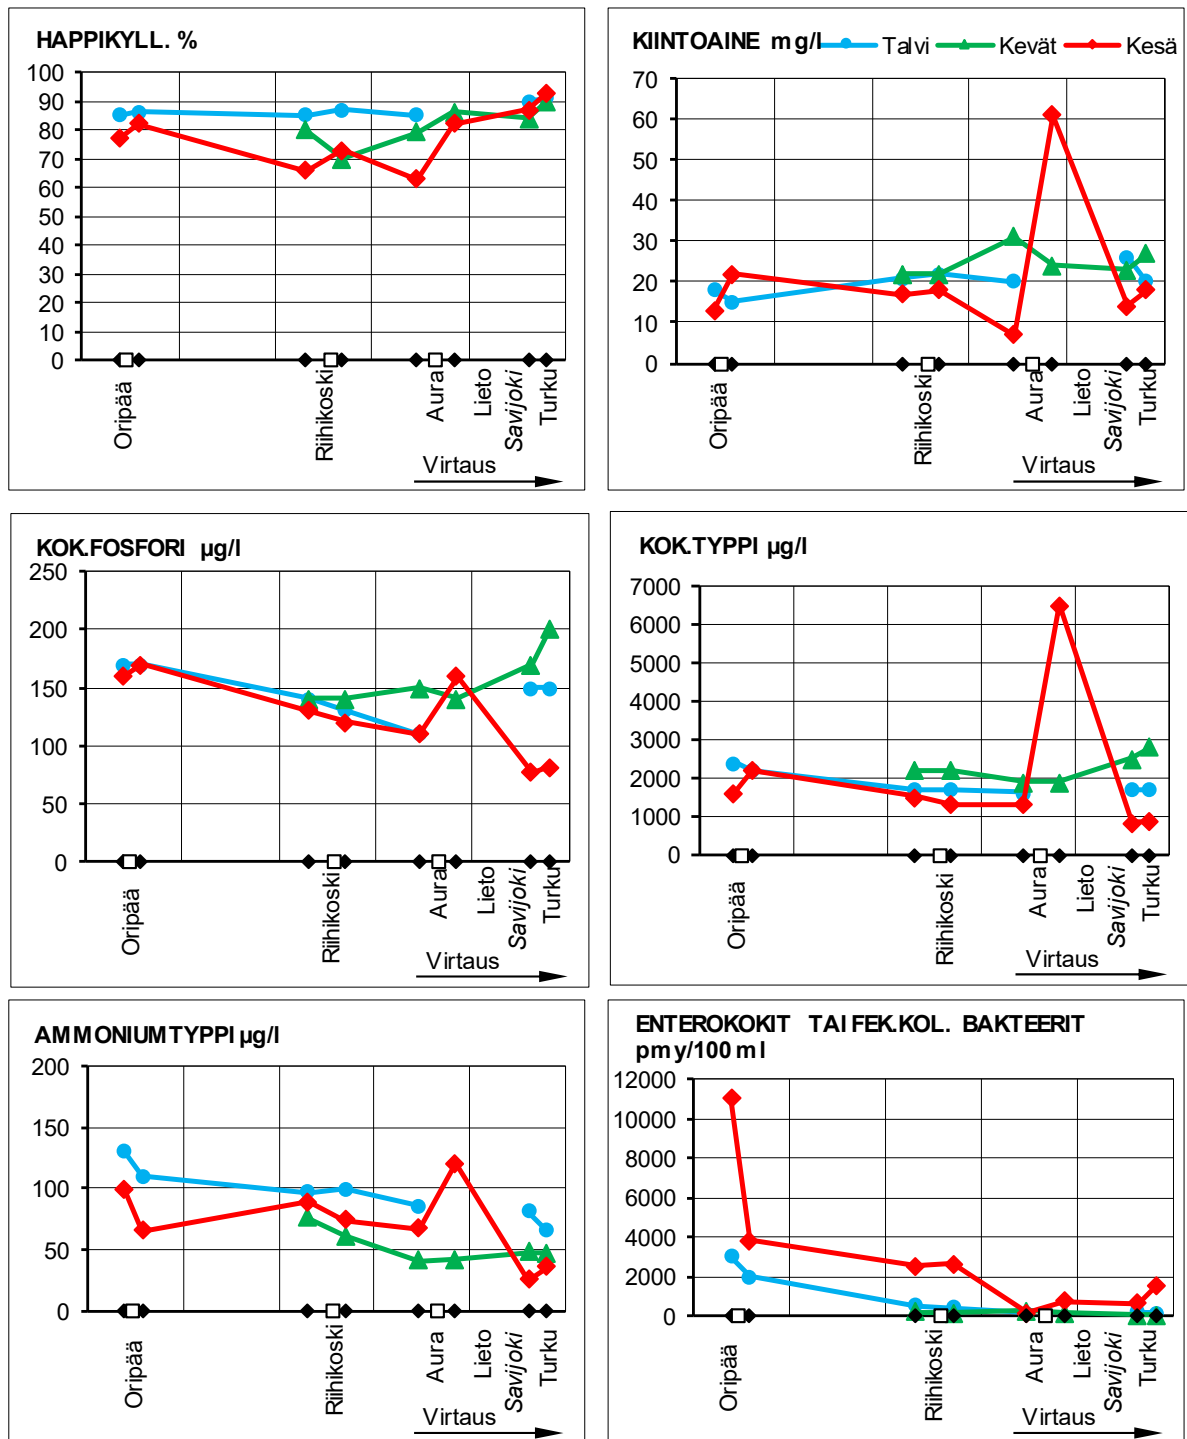 HAPPIKYLL. %
100
90
80
70
60
50
40
30
20
10
0
Oripää
Riihikoski
Aura
Lieto
Savijoki
Turku
Virtaus
KIINTOAINE mg/l
Talvi
Kevät
Kesä
70
60
50
40
30
20
10
0
Oripää
Riihikoski
Aura
Lieto
Savijoki
Turku
Virtaus
KOK.FOSFORI µg/l
250
200
150
100
50
0
Oripää
Riihikoski
Aura
Lieto
Savijoki
Turku
Virtaus
KOK.TYPPI µg/l
7000
6000
5000
4000
3000
2000
1000
0
Oripää
Riihikoski
Aura
Lieto
Savijoki
Turku
Virtaus
AMMONIUMTYPPI µg/l
200
150
100
50
0
Oripää
Riihikoski
Aura
Lieto
Savijoki
Turku
Virtaus
ENTEROKOKIT TAI FEK.KOL. BAKTEERIT
pmy/100 ml
12000
10000
8000
6000
4000
2000
0
Oripää
Riihikoski
Aura
Lieto
Savijoki
Turku
Virtaus